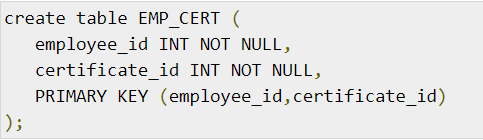 create table EMP_CERT (
   employee_id INT NOT NULL,
   certificate_id INT NOT NULL,
   PRIMARY KEY (employee_id,certificate_id)
);